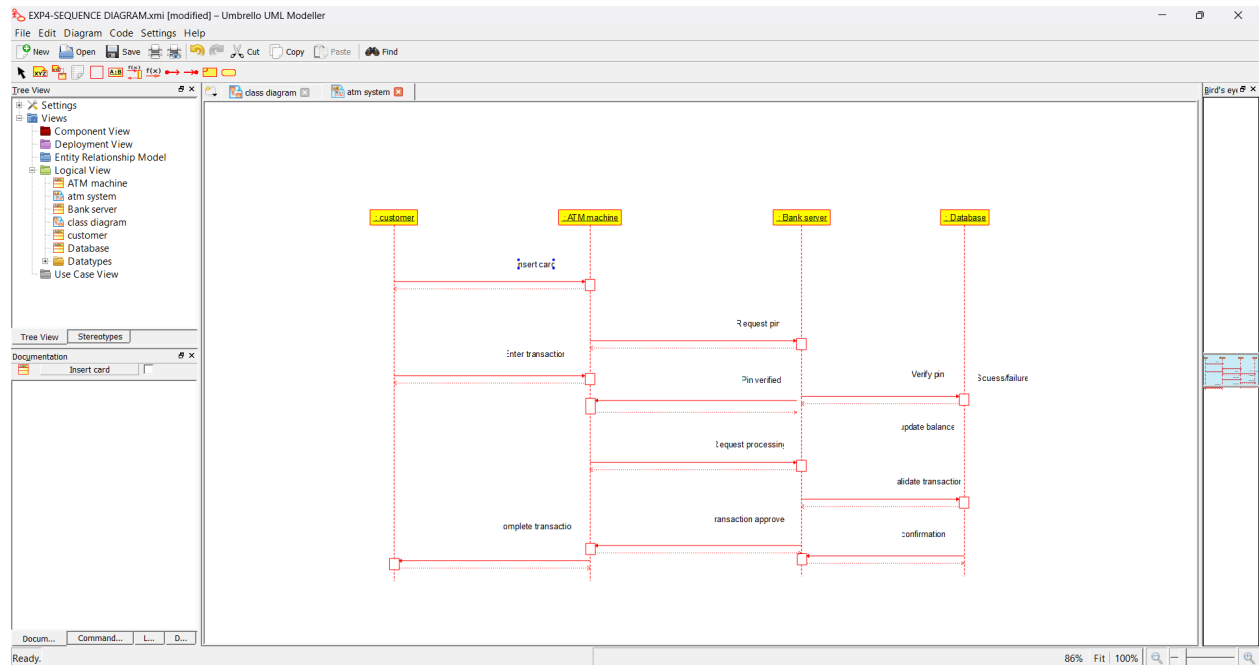 EXP4-SEQUENCE DIAGRAM.xmi [modified] – Umbrello UML Modeller
File Edit Diagram Code Settings Help
New Open Save Cut Copy Paste Find
XYZ A:B f(x) f(x)
Tree View
class diagram atm system
Bird's eye
Settings
Views
Component View
Deployment View
Entity Relationship Model
Logical View
ATM machine
atm system
Bank server
class diagram
customer
Database
Datatypes
Use Case View
Tree View Stereotypes
Documentation
Insert card
: customer : ATM machine : Bank server : Database
nsert card
Request pin
Enter transaction
Pin verified
Verify pin
Scuess/failure
update balance
Request processing
alidate transaction
ransaction approve
omplete transactio
confirmation
Docum... Command... L... D...
Ready.
86% Fit 100%